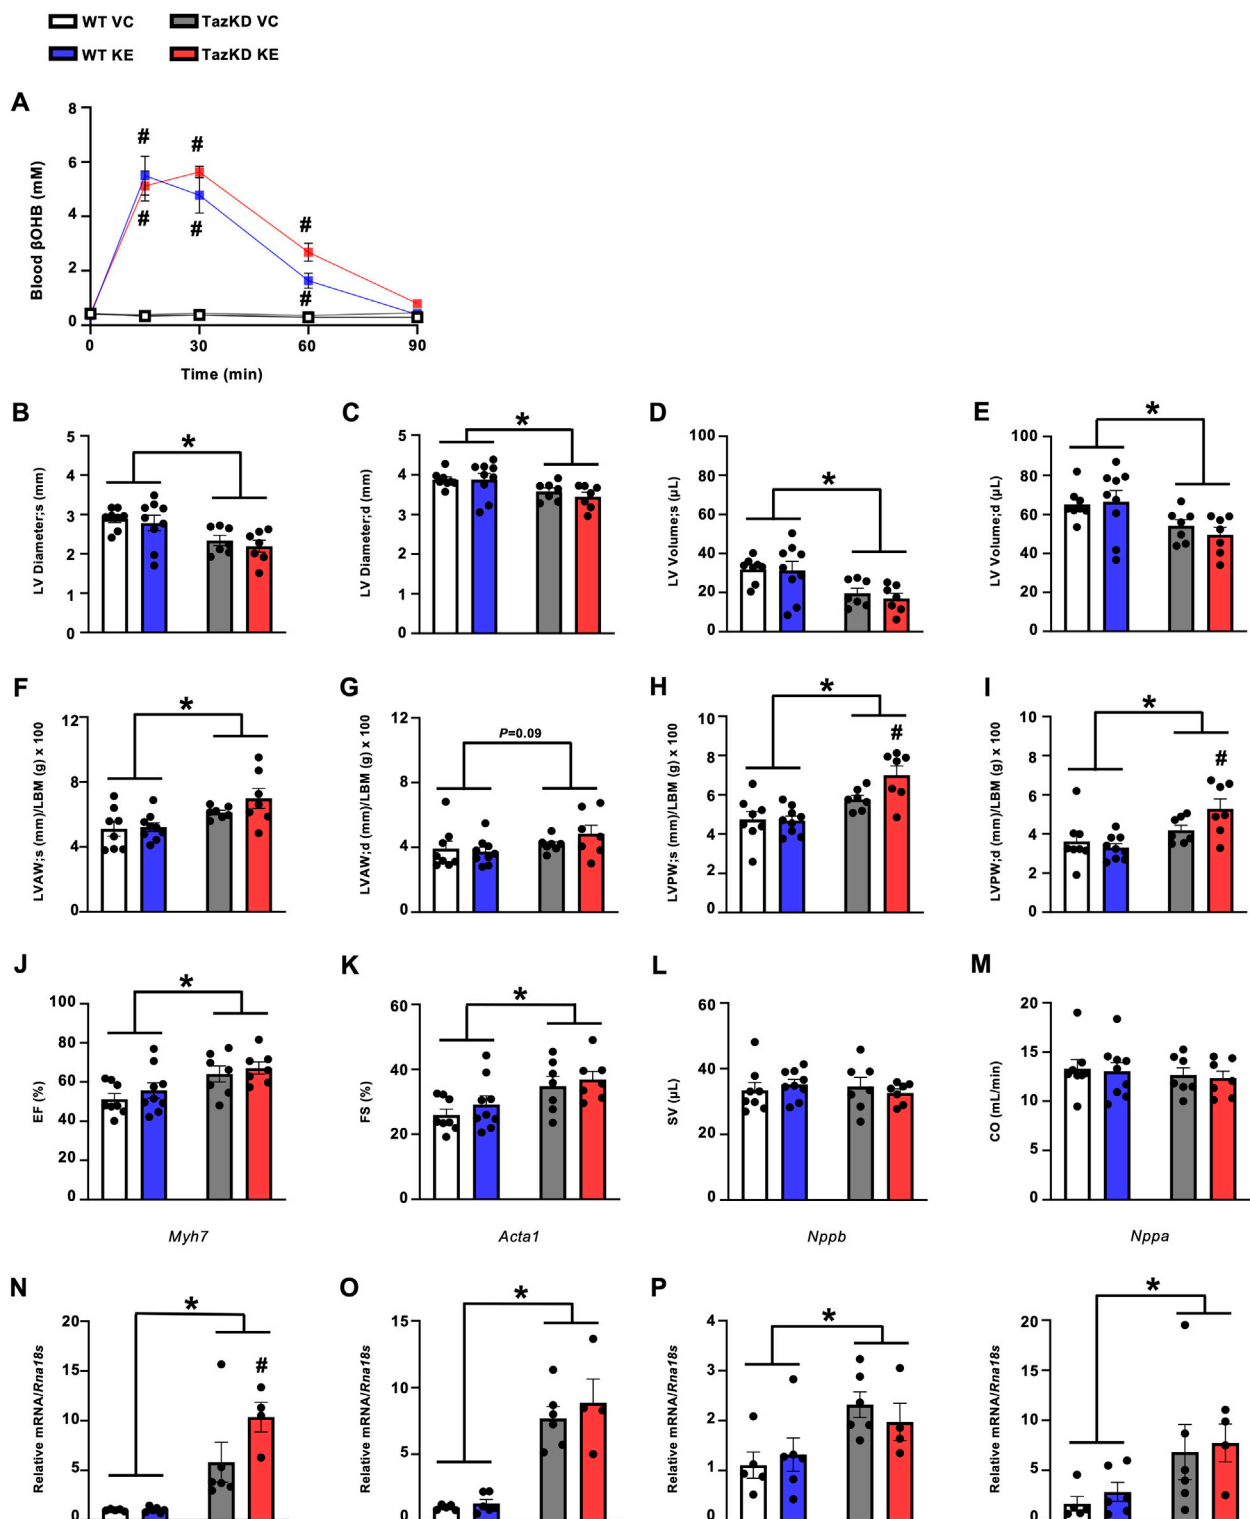 WT VC
TazKD VC
WT KE
TazKD KE
A
Blood βOHB (mM)
8
6
4
2
0
#
#
#
#
#
#
0
30
60
90
Time (min)
B
LV Diameter;s (mm)
5
4
3
2
1
0
*
C
LV Diameter;d (mm)
5
4
3
2
1
0
*
D
LV Volume;s (µL)
100
80
60
40
20
0
*
E
LV Volume;d (µL)
100
80
60
40
20
0
*
F
LVAW;s (mm)/LBM (g) x 100
12
8
4
0
*
G
LVAW;d (mm)/LBM (g) x 100
12
8
4
0
P=0.09
H
LVPW;s (mm)/LBM (g) x 100
10
8
6
4
2
0
*
#
I
LVPW;d (mm)/LBM (g) x 100
10
8
6
4
2
0
*
#
J
EF (%)
100
80
60
40
20
0
*
K
FS (%)
60
40
20
0
*
L
SV (µL)
60
40
20
0
M
CO (mL/min)
20
15
10
5
0
Myh7
Acta1
Nppb
Nppa
N
Relative mRNA/Rna18s
20
15
10
5
0
*
#
O
Relative mRNA/Rna18s
15
10
5
0
*
P
Relative mRNA/Rna18s
4
3
2
1
0
*
Relative mRNA/Rna18s
20
15
10
5
0
*